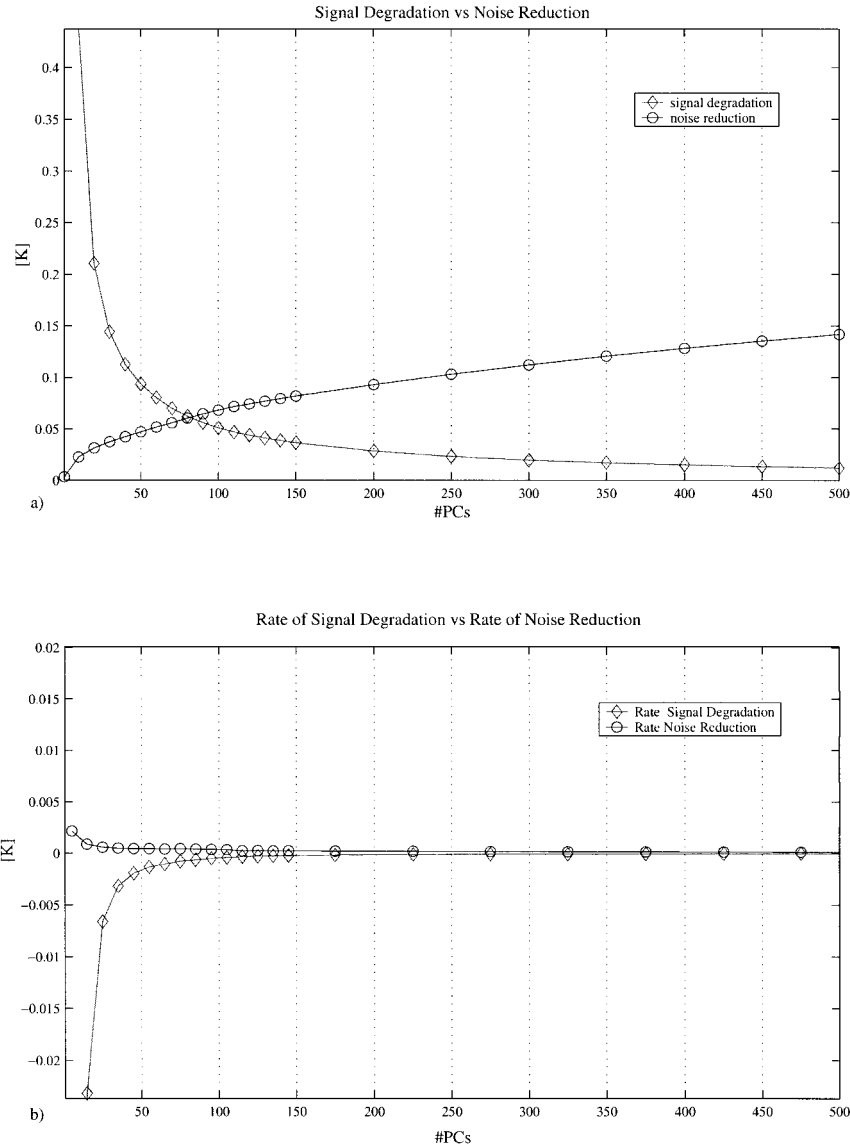 Signal Degradation vs Noise Reduction
0.4
0.35
0.3
0.25
0.2
0.15
0.1
0.05
0
[K]
signal degradation
noise reduction
50 100 150 200 250 300 350 400 450 500
#PCs
a)
Rate of Signal Degradation vs Rate of Noise Reduction
0.02
0.015
0.01
0.005
0
−0.005
−0.01
−0.015
−0.02
[K]
Rate Signal Degradation
Rate Noise Reduction
50 100 150 200 250 300 350 400 450 500
#PCs
b)